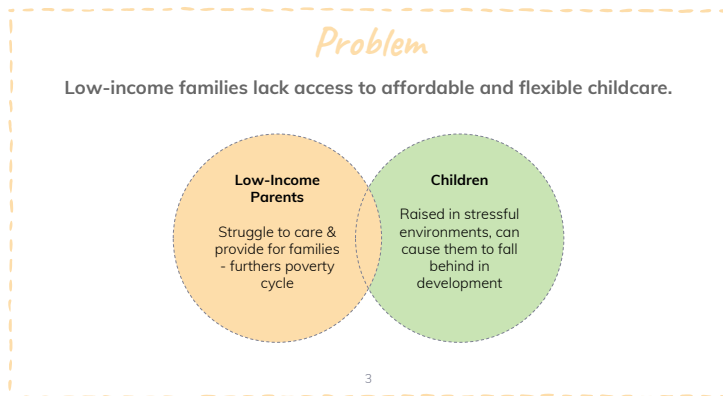 Problem
Low-income families lack access to affordable and flexible childcare.
Low-Income
Parents
Struggle to care &
provide for families
- furthers poverty
cycle
Children
Raised in stressful
environments, can
cause them to fall
behind in
development
3